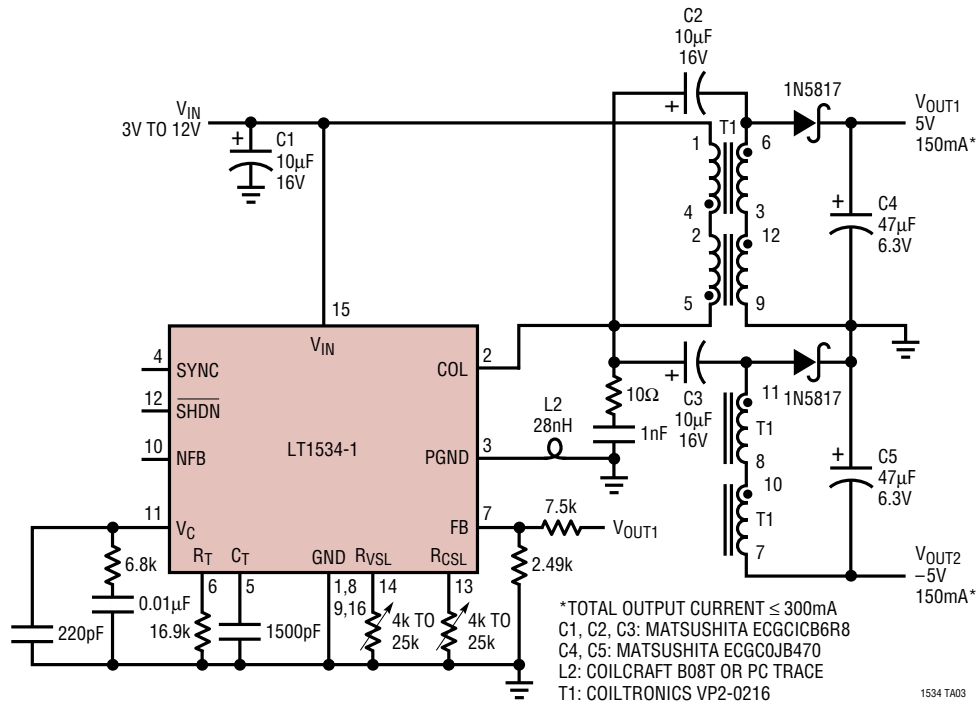 C2
10µF
16V
+
1N5817
VOUT1
5V
150mA*
VIN
3V TO 12V
+
C1
10µF
16V
T1
1
6
4
3
2
12
5
9
+
C4
47µF
6.3V
15
VIN
4
SYNC
COL
2
12
SHDN
10
NFB
LT1534-1
PGND
3
L2
28nH
10Ω
1nF
+
C3
10µF
16V
1N5817
11
T1
8
10
T1
7
+
C5
47µF
6.3V
11
VC
FB
7
7.5k
VOUT1
2.49k
RT
CT
GND
RVSL
RCSL
6
5
1,8
9,16
14
13
6.8k
0.01µF
220pF
16.9k
1500pF
4k TO
25k
4k TO
25k
VOUT2
–5V
150mA*
*TOTAL OUTPUT CURRENT ≤ 300mA
C1, C2, C3: MATSUSHITA ECGCICB6R8
C4, C5: MATSUSHITA ECGC0JB470
L2: COILCRAFT B08T OR PC TRACE
T1: COILTRONICS VP2-0216
1534 TA03